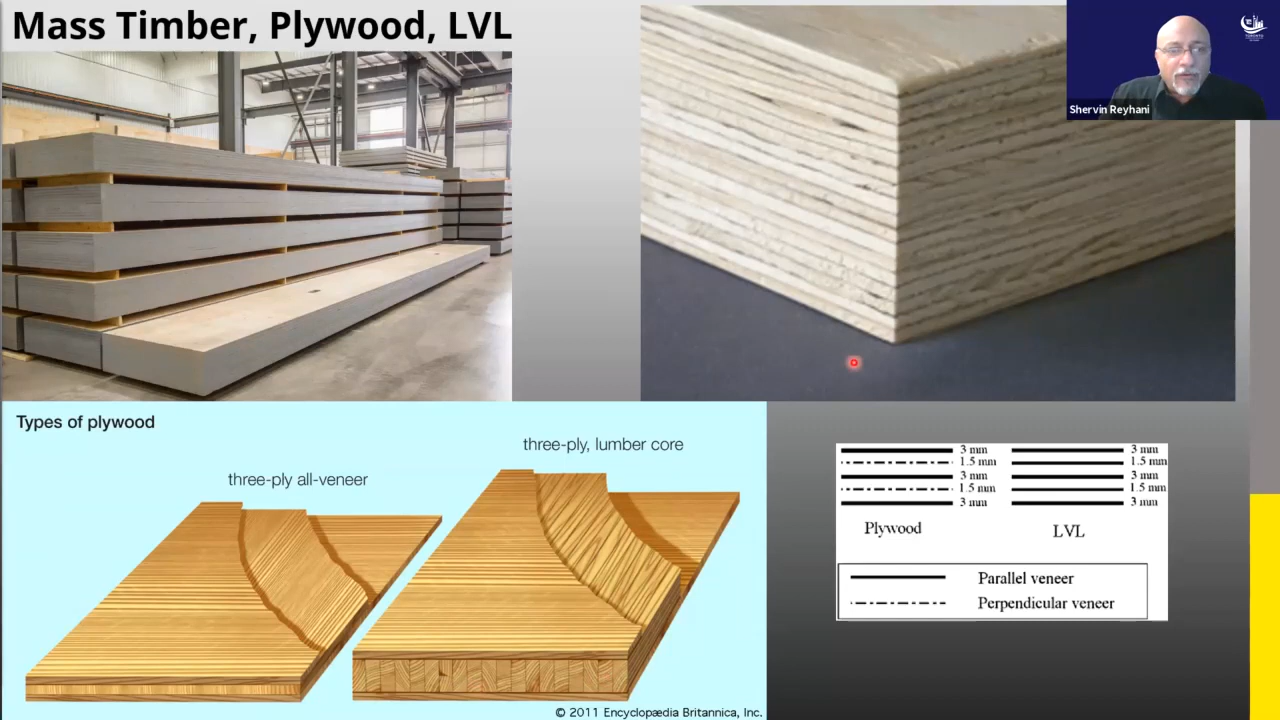 Mass Timber, Plywood, LVL
Shervin Reyhani
Types of plywood
three-ply, lumber core
three-ply all-veneer
© 2011 Encyclopædia Britannica, Inc.
3 mm 3 mm
1.5 mm 1.5 mm
3 mm 3 mm
1.5 mm 1.5 mm
3 mm 3 mm
Plywood LVL
Parallel veneer
Perpendicular veneer